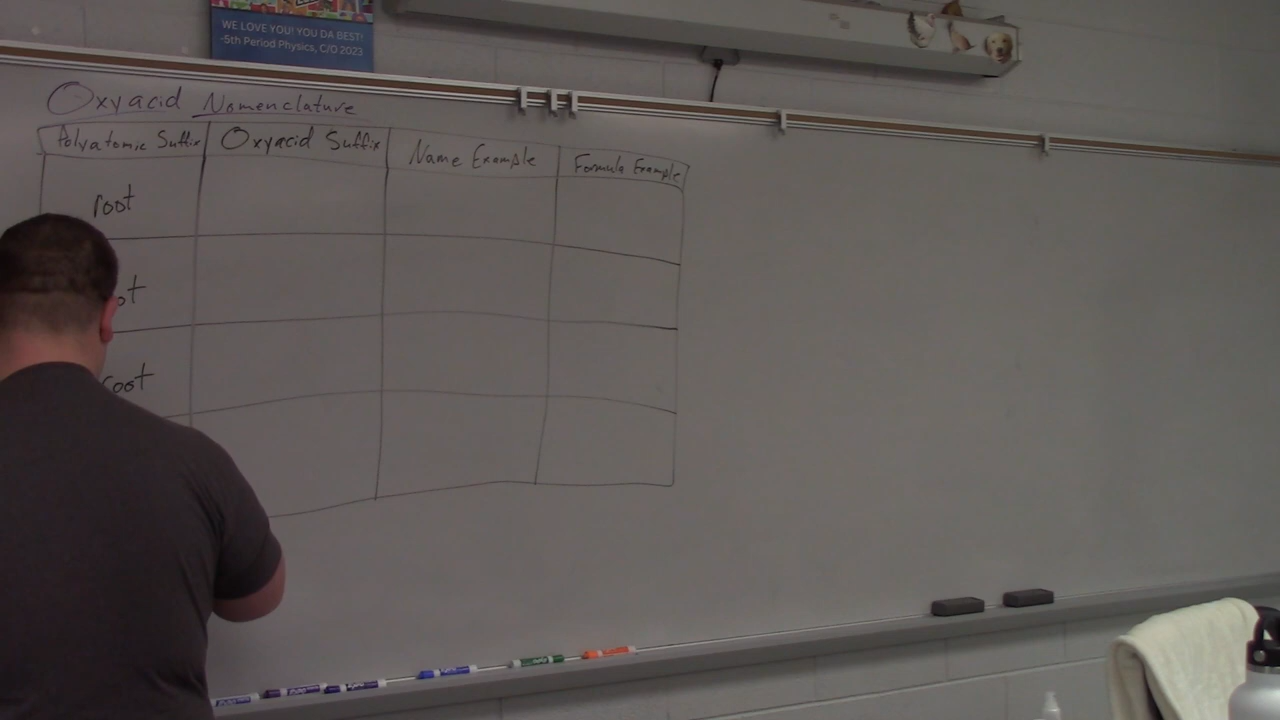 WE LOVE YOU! YOU DA BEST!
-5th Period Physics, C/O 2023
Oxyacid Nomenclature
Polyatomic Suffix Oxyacid Suffix Name Example Formula Example
root
ot
root